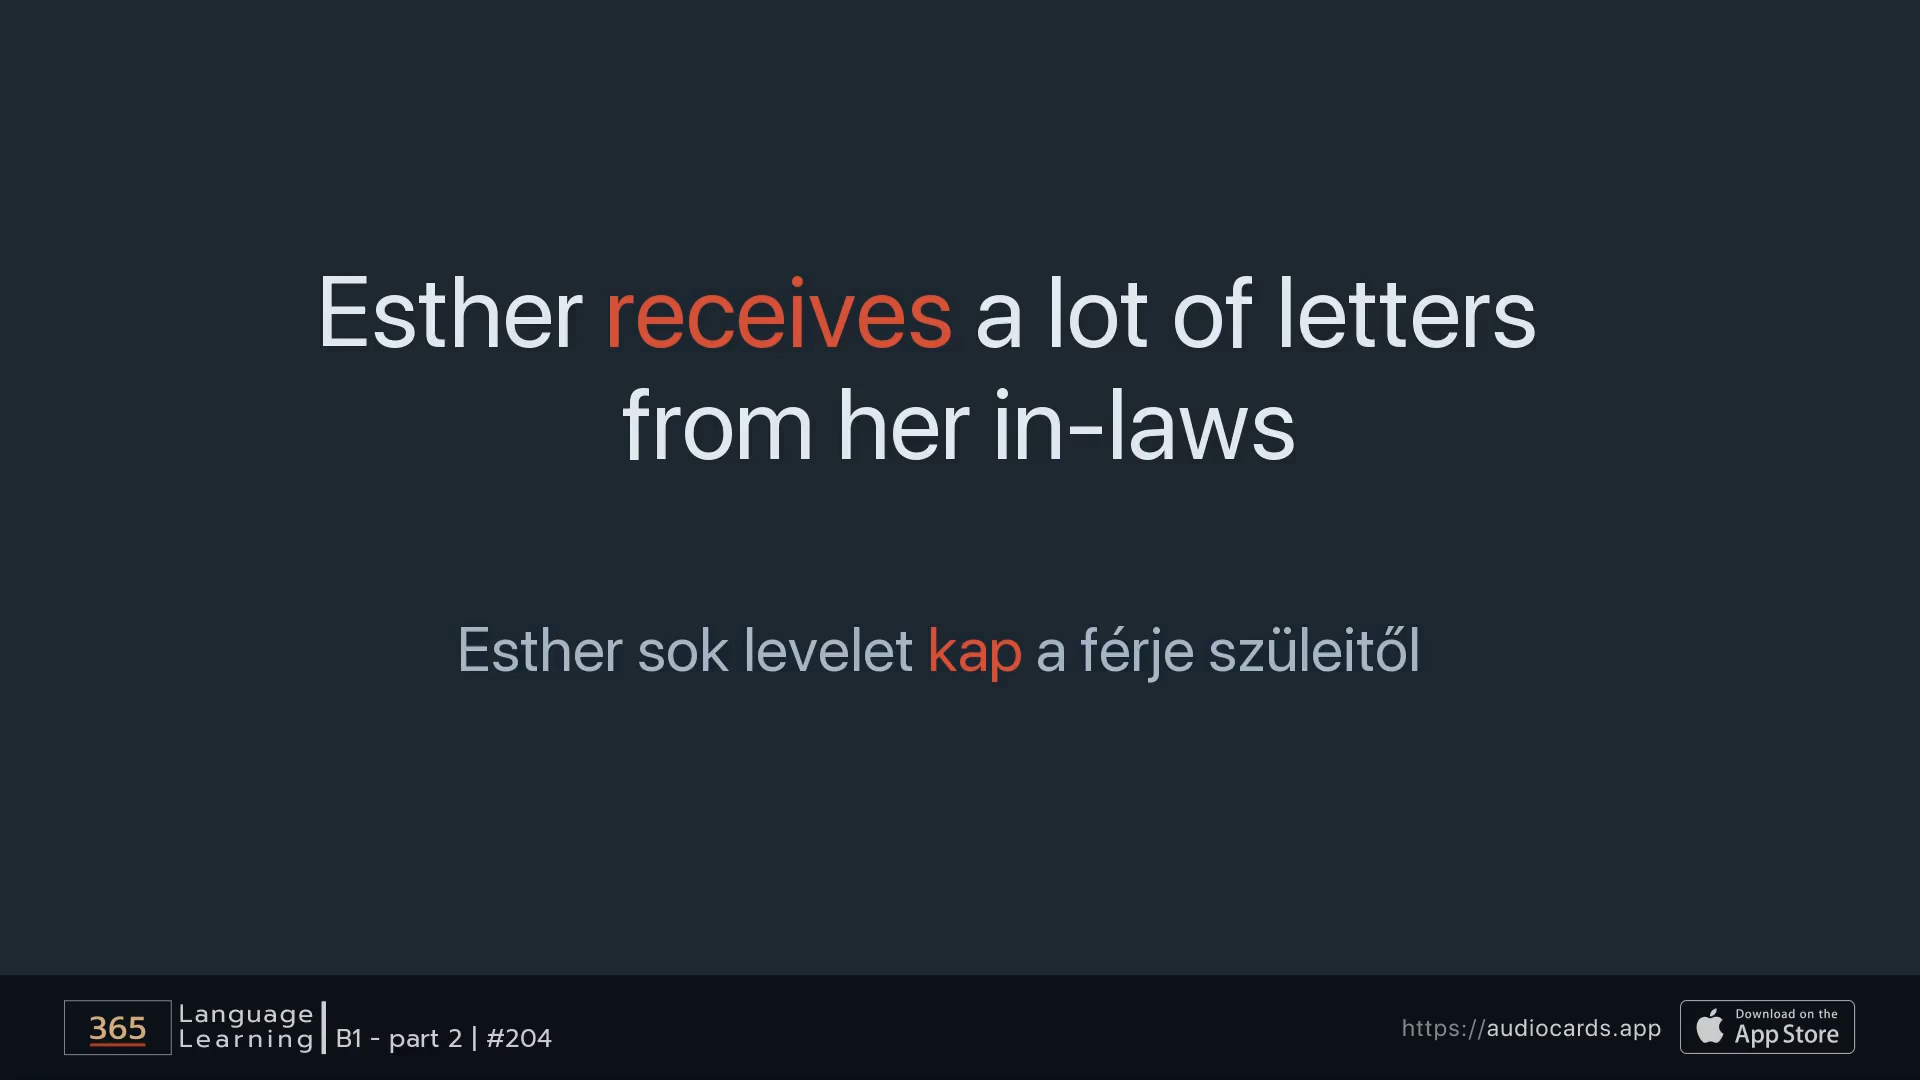 Esther receives a lot of letters
from her in-laws
Esther sok levelet kap a férje szüleitől
365
Language
Learning
B1 - part 2 | #204
https://audiocards.app
Download on the
App Store